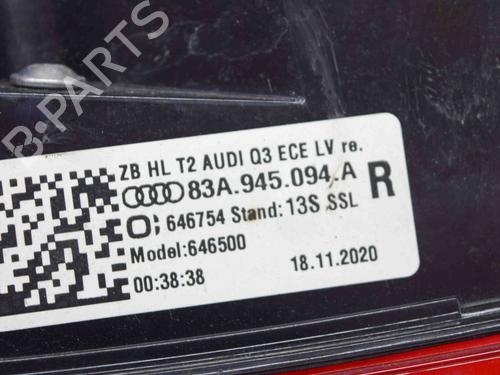 B-PARTS
ZB HL T2 AUDI Q3 ECE LV re.
83A.945.094.A R
646754 Stand: 13S SSL
Model:646500
00:38:38 18.11.2020